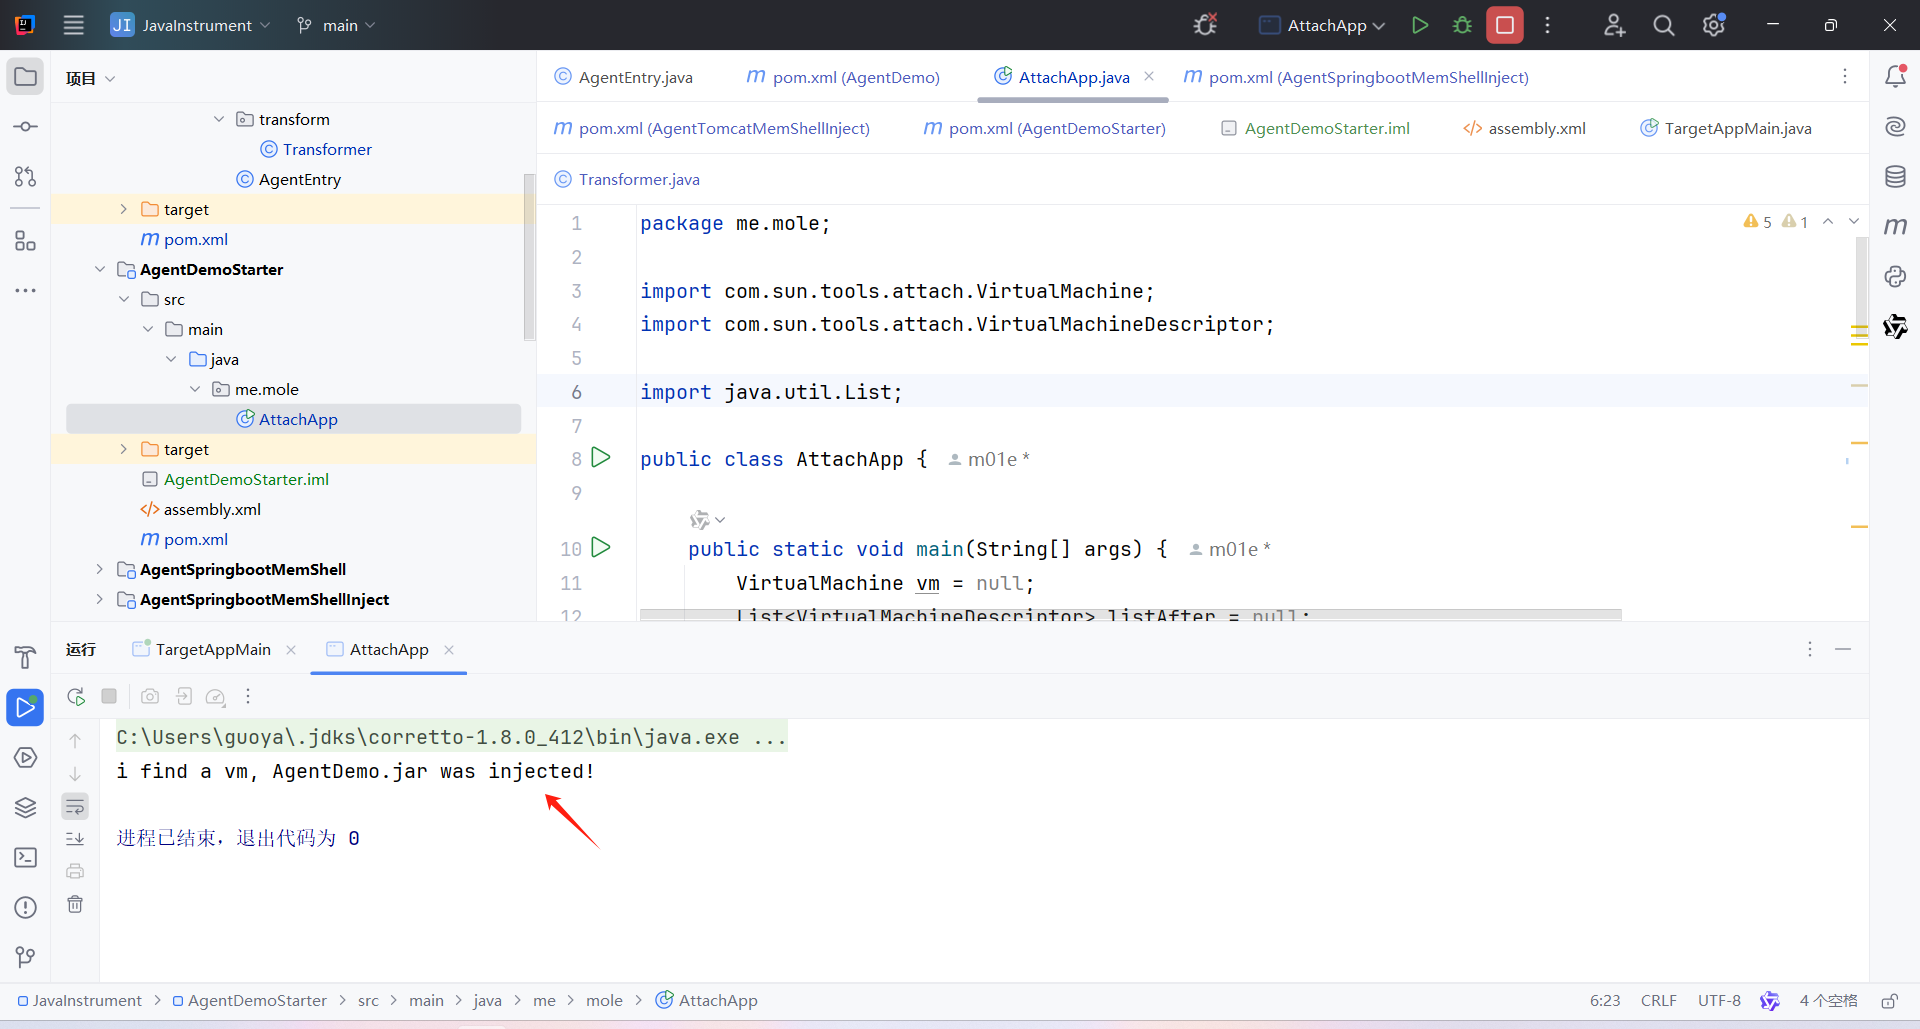 JI JavaInstrument main AttachApp
项目
transform
Transformer
AgentEntry
target
pom.xml
AgentDemoStarter
src
main
java
me.mole
AttachApp
target
AgentDemoStarter.iml
assembly.xml
pom.xml
AgentSpringbootMemShell
AgentSpringbootMemShellInject
AgentEntry.java pom.xml (AgentDemo) AttachApp.java pom.xml (AgentSpringbootMemShellInject)
pom.xml (AgentTomcatMemShellInject) pom.xml (AgentDemoStarter) AgentDemoStarter.iml assembly.xml TargetAppMain.java
Transformer.java
5 1
1 package me.mole;
2
3 import com.sun.tools.attach.VirtualMachine;
4 import com.sun.tools.attach.VirtualMachineDescriptor;
5
6 import java.util.List;
7
8 public class AttachApp { m01e *
9
10 public static void main(String[] args) { m01e *
11 VirtualMachine vm = null;
12 List<VirtualMachineDescriptor> listAfter = null;
运行 TargetAppMain AttachApp
C:\Users\guoya\.jdks\corretto-1.8.0_412\bin\java.exe ...
i find a vm, AgentDemo.jar was injected!
进程已结束，退出代码为 0
JavaInstrument > AgentDemoStarter > src > main > java > me > mole > AttachApp
6:23 CRLF UTF-8 4 个空格